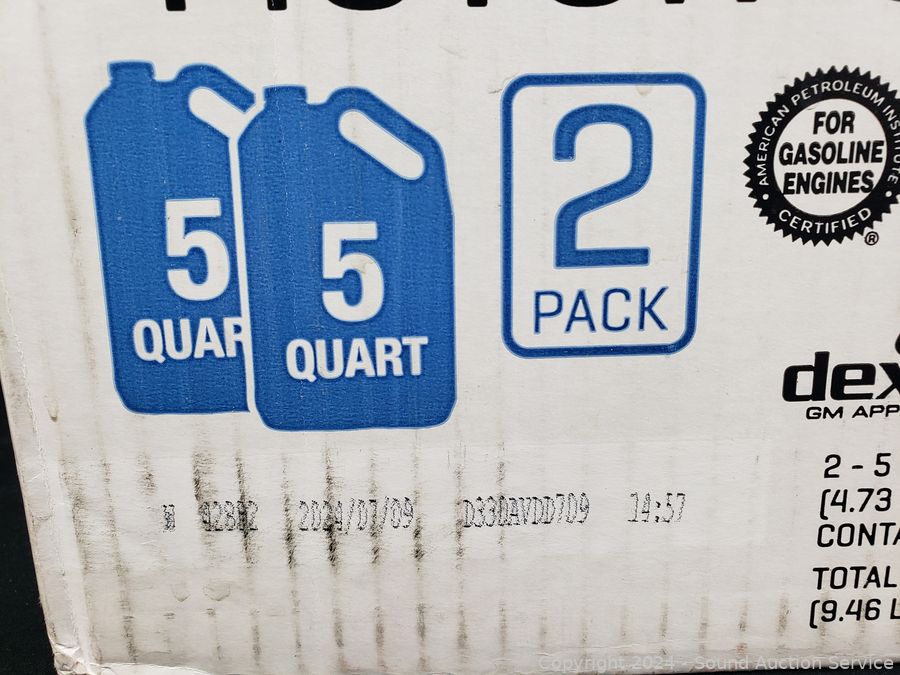 5
QUAR
5
QUART
2
PACK
AMERICAN PETROLEUM INSTITUTE
FOR
GASOLINE
ENGINES
CERTIFIED
®
dex
GM APP
2 - 5
(4.73
CONTA
TOTAL
(9.46 L
2024/07/09 D330AVDD709 14:57
Copyright 2024 - Sound Auction Service